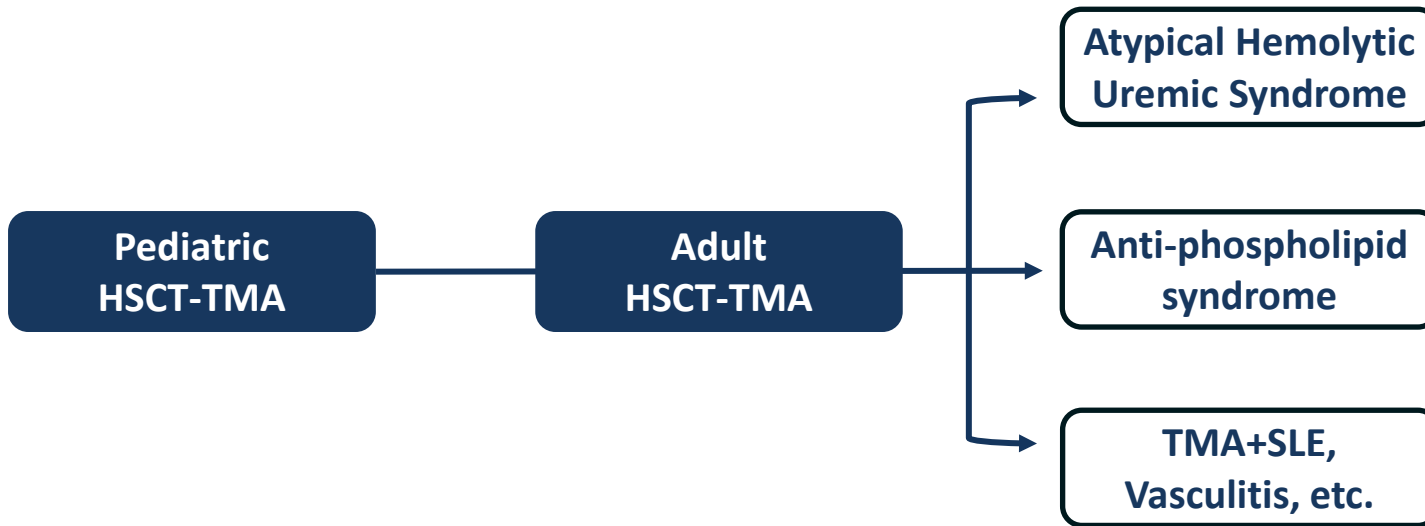 Pediatric
HSCT-TMA
Adult
HSCT-TMA
Atypical Hemolytic
Uremic Syndrome
Anti-phospholipid
syndrome
TMA+SLE,
Vasculitis, etc.